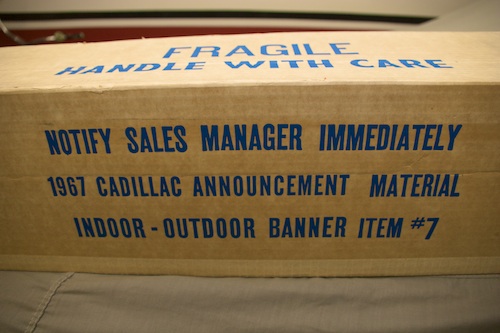 FRAGILE
HANDLE WITH CARE
NOTIFY SALES MANAGER IMMEDIATELY
1967 CADILLAC ANNOUNCEMENT MATERIAL
INDOOR-OUTDOOR BANNER ITEM #7